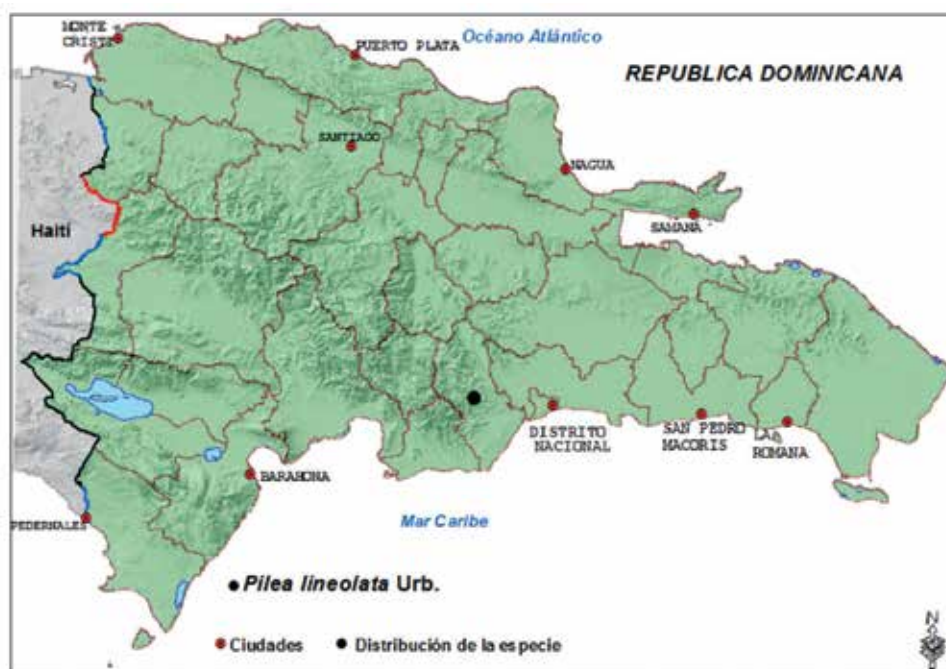 MONTE
CRISTI
Océano Atlántico
PUERTO PLATA
REPUBLICA DOMINICANA
SANTIAGO
NAGUA
Haití
SAMANA
DISTRITO
NACIONAL
SAN PEDRO
MACORIS
LA
ROMANA
BARAHONA
PEDERNALES
Mar Caribe
Pilea lineolata Urb.
Ciudades
Distribución de la especie
N